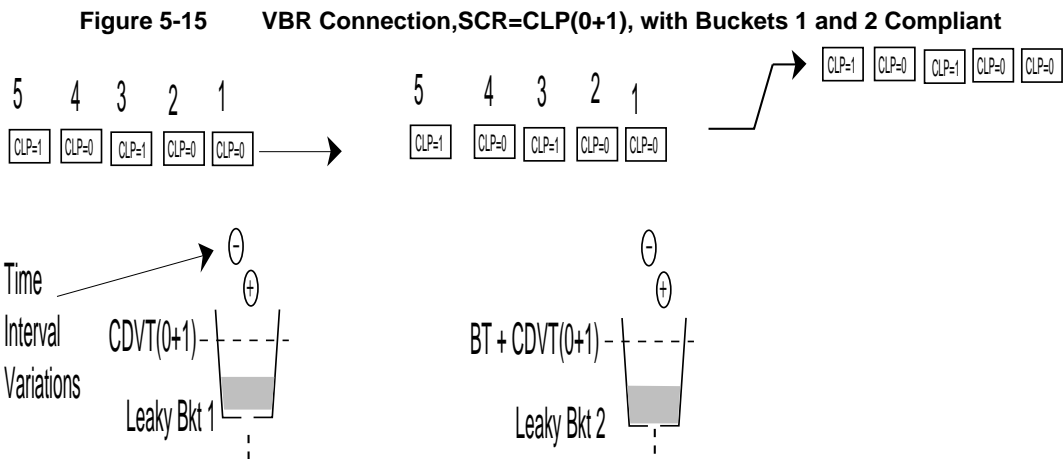 Figure 5-15 VBR Connection,SCR=CLP(0+1), with Buckets 1 and 2 Compliant
CLP=1 CLP=0 CLP=1 CLP=0 CLP=0
5 4 3 2 1
CLP=1 CLP=0 CLP=1 CLP=0 CLP=0
5 4 3 2 1
CLP=1 CLP=0 CLP=1 CLP=0 CLP=0
Time
Interval
Variations
-
+
CDVT(0+1)
Leaky Bkt 1
-
+
BT + CDVT(0+1)
Leaky Bkt 2